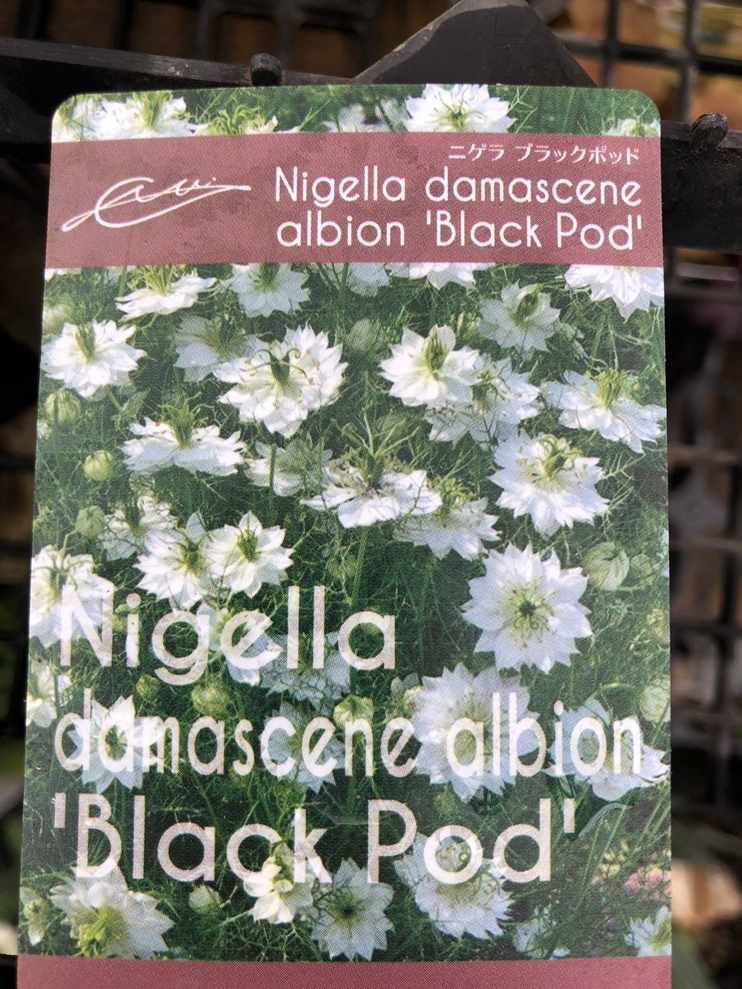 ニゲラ ブラックポッド
Nigella damascene
albion 'Black Pod'
Nigella
damascene albion
'Black Pod'